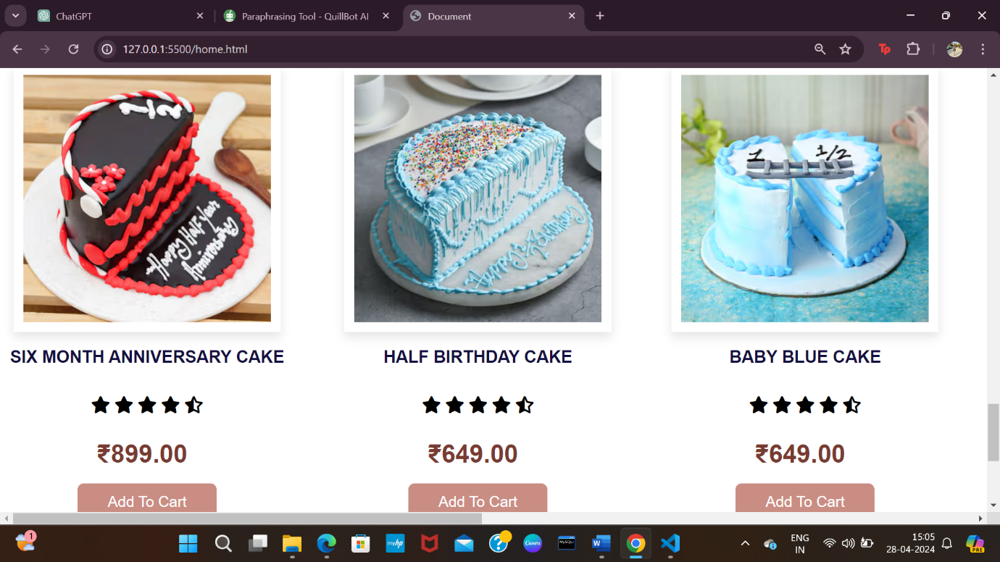 ChatGPT
Paraphrasing Tool - QuillBot AI
Document
127.0.0.1:5500/home.html
Tp
1/2
Happy Half Year
Anniversary
Happy ½ Birthday
1 1/2
SIX MONTH ANNIVERSARY CAKE
HALF BIRTHDAY CAKE
BABY BLUE CAKE
₹899.00
₹649.00
₹649.00
Add To Cart
Add To Cart
Add To Cart
1
myhp
Canva
MySQL
W
ENG
IN
15:05
28-04-2024
PRE